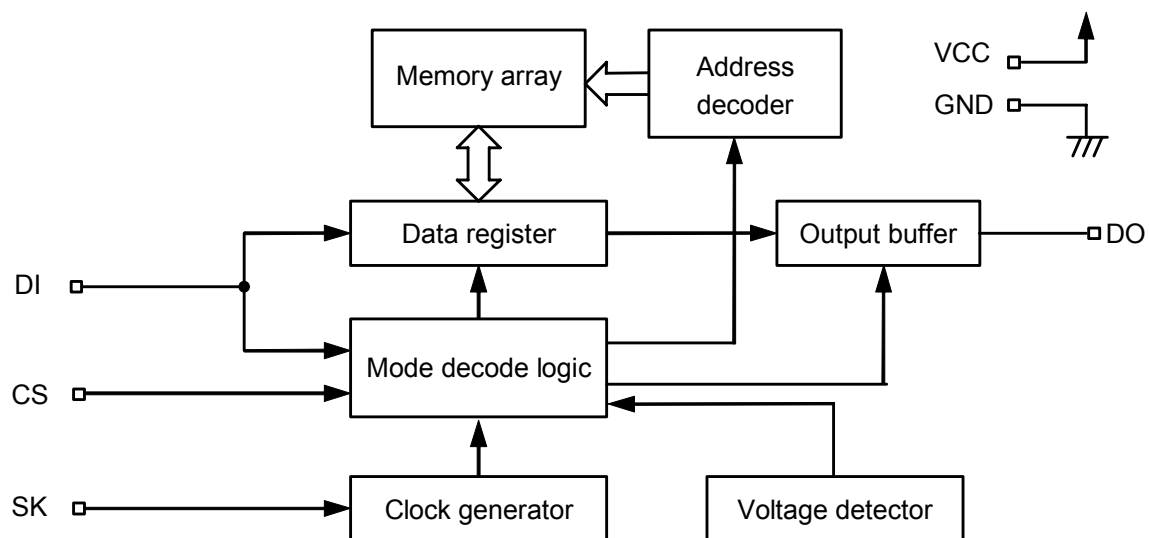 Memory array
Address
decoder
VCC
GND
Data register
Output buffer
DO
DI
Mode decode logic
CS
SK
Clock generator
Voltage detector